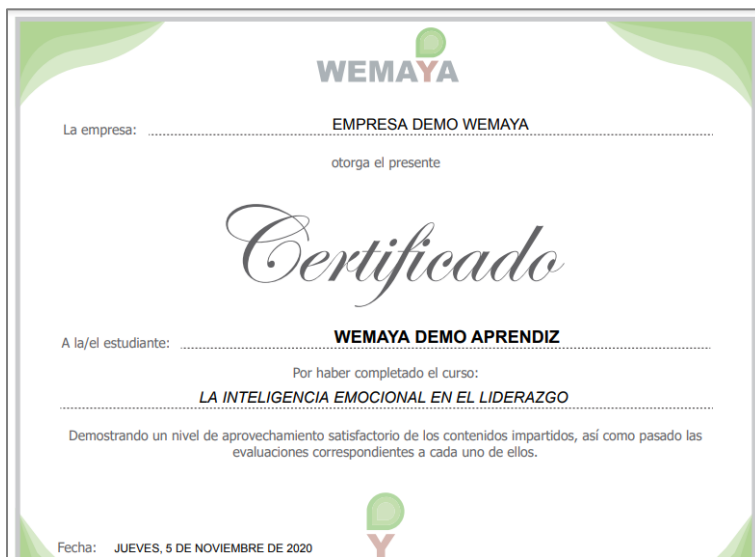 WEMAYA
La empresa: EMPRESA DEMO WEMAYA
otorga el presente
Certificado
A la/el estudiante: WEMAYA DEMO APRENDIZ
Por haber completado el curso:
LA INTELIGENCIA EMOCIONAL EN EL LIDERAZGO
Demostrando un nivel de aprovechamiento satisfactorio de los contenidos impartidos, así como pasado las
evaluaciones correspondientes a cada uno de ellos.
Y
Fecha: JUEVES, 5 DE NOVIEMBRE DE 2020